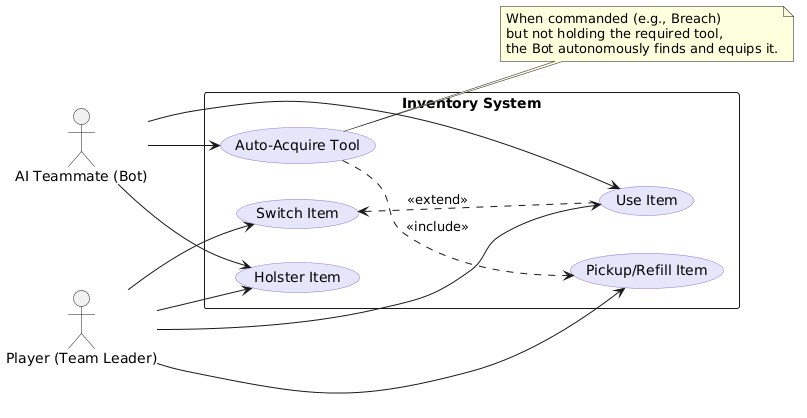 When commanded (e.g., Breach)
but not holding the required tool,
the Bot autonomously finds and equips it.
Inventory System
Auto-Acquire Tool
AI Teammate (Bot)
«extend»
Use Item
Switch Item
«include»
Holster Item
Pickup/Refill Item
Player (Team Leader)